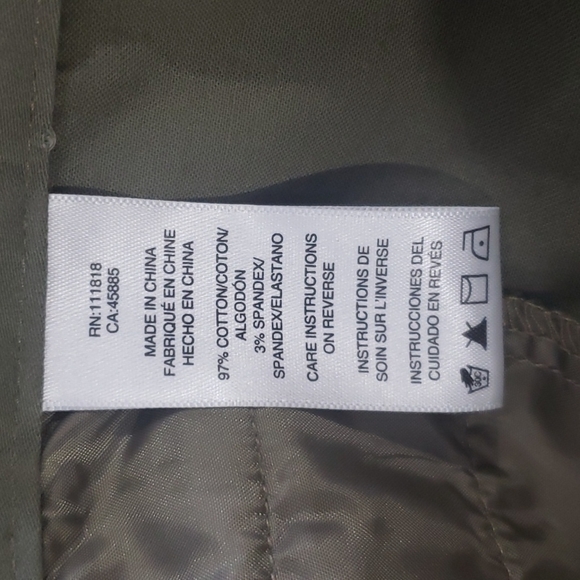 RN:111818
CA:45885
MADE IN CHINA
FABRIQUÉ EN CHINE
HECHO EN CHINA
97% COTTON/COTON/
ALGODÓN
3% SPANDEX/
SPANDEX/ELASTANO
CARE INSTRUCTIONS
ON REVERSE
INSTRUCTIONS DE
SOIN SUR L'INVERSE
INSTRUCCIONES DEL
CUIDADO EN REVÉS